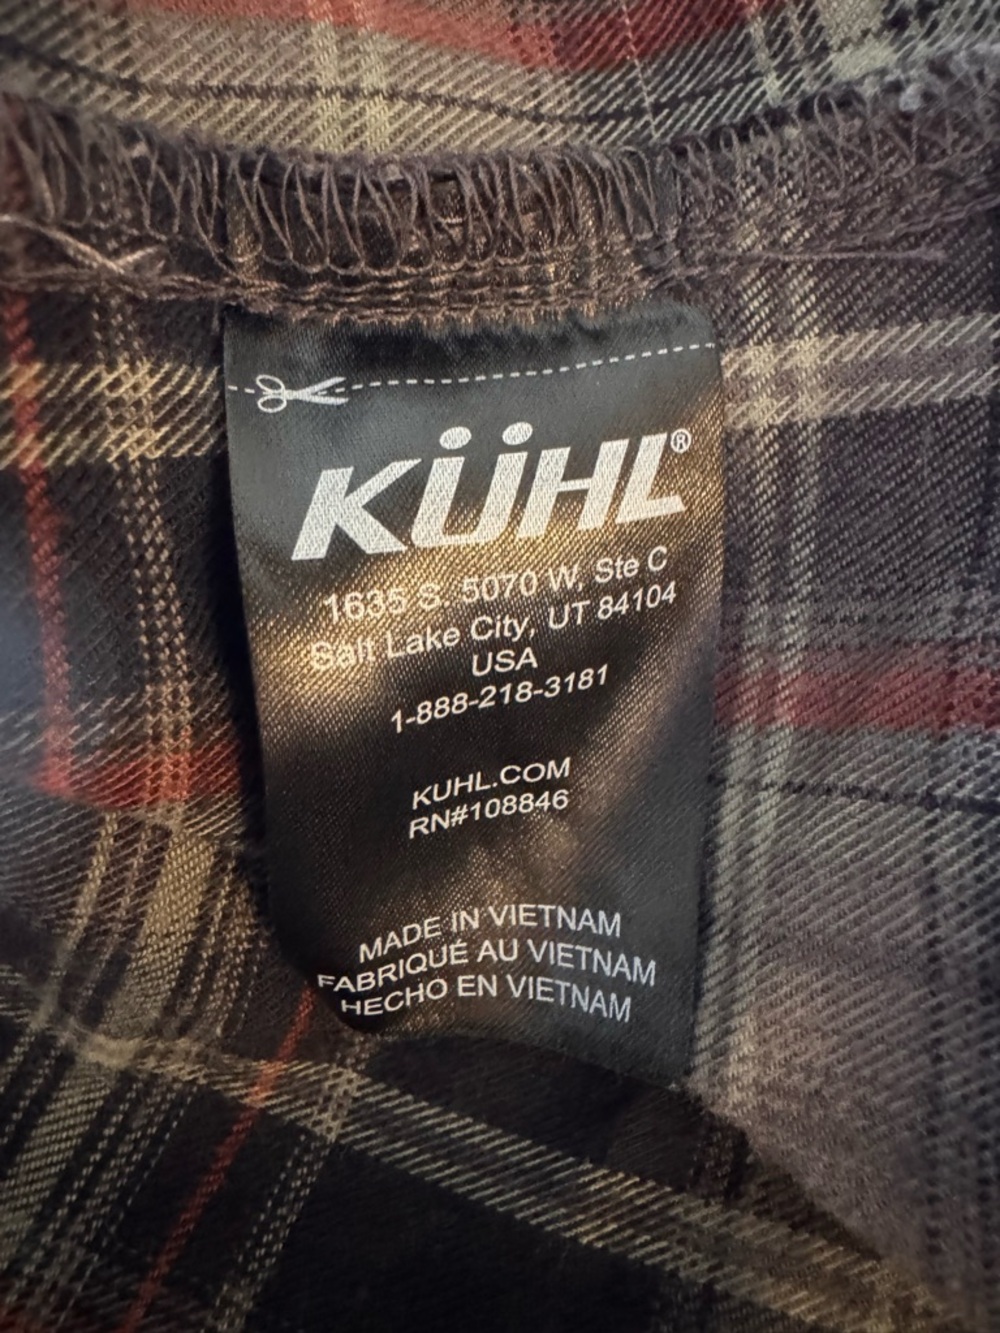 KÜHL®
1635 S. 5070 W, Ste C
Salt Lake City, UT 84104
USA
1-888-218-3181
KUHL.COM
RN#108846
MADE IN VIETNAM
FABRIQUÉ AU VIETNAM
HECHO EN VIETNAM